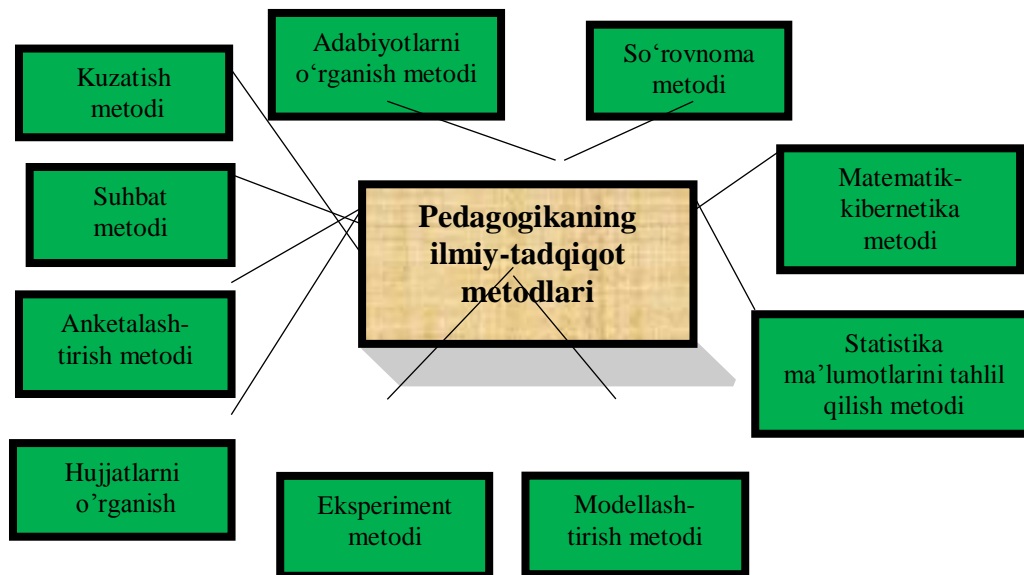 Adabiyotlarni
o‘rganish metodi
So‘rovnoma
metodi
Kuzatish
metodi
Suhbat
metodi
Pedagogikaning
ilmiy-tadqiqot
metodlari
Matematik-
kibernetika
metodi
Anketalash-
tirish metodi
Statistika
ma’lumotlarini tahlil
qilish metodi
Hujjatlarni
o’rganish
Eksperiment
metodi
Modellash-
tirish metodi